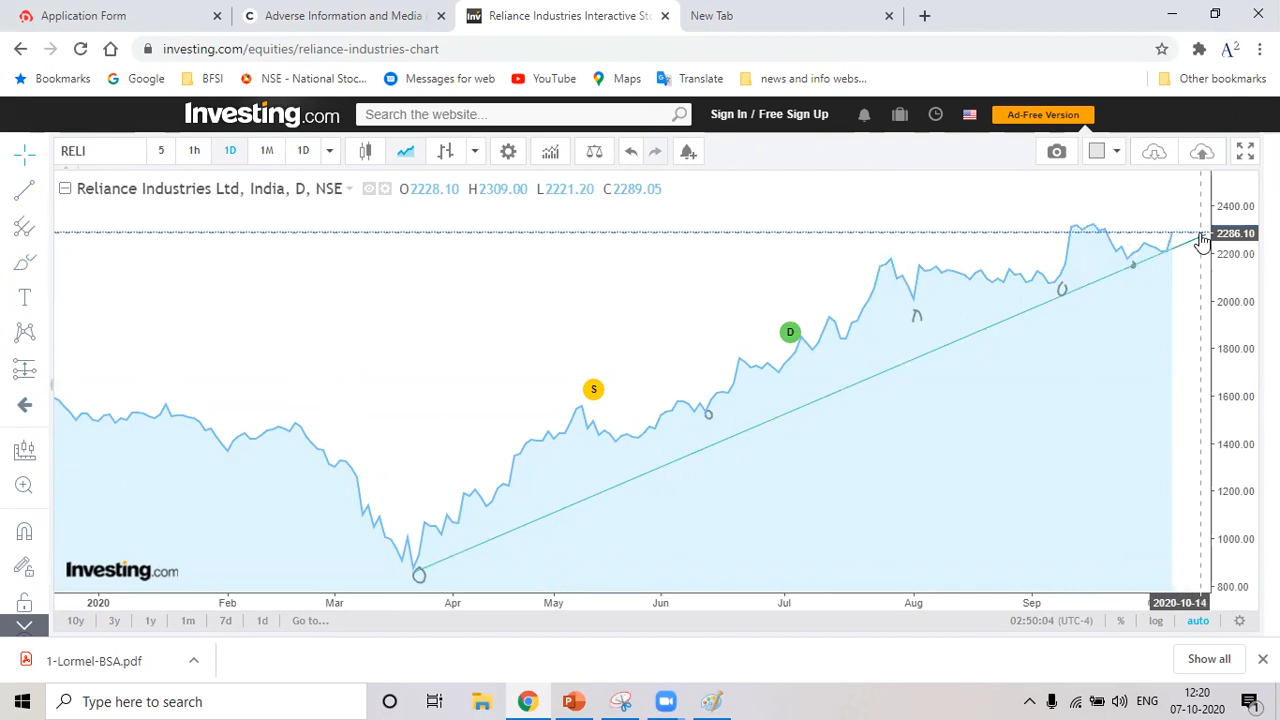 Application Form
Adverse Information and Media
Reliance Industries Interactive Sto
New Tab
investing.com/equities/reliance-industries-chart
Bookmarks
Google
BFSI
NSE - National Stoc...
Messages for web
YouTube
Maps
Translate
news and info webs...
Other bookmarks
Investing.com
Search the website...
Sign In / Free Sign Up
Ad-Free Version
RELI
5
1h
1D
1M
1D
Reliance Industries Ltd, India, D, NSE
O2228.10 H2309.00 L2221.20 C2289.05
2400.00
2286.10
2200.00
2000.00
1800.00
1600.00
1400.00
1200.00
1000.00
800.00
D
S
Investing.com
2020 Feb Mar Apr May Jun Jul Aug Sep 2020-10-14
10y 3y 1y 1m 7d 1d Go to...
02:50:04 (UTC-4) % log auto
1-Lormel-BSA.pdf
Show all
Type here to search
ENG
12:20
07-10-2020